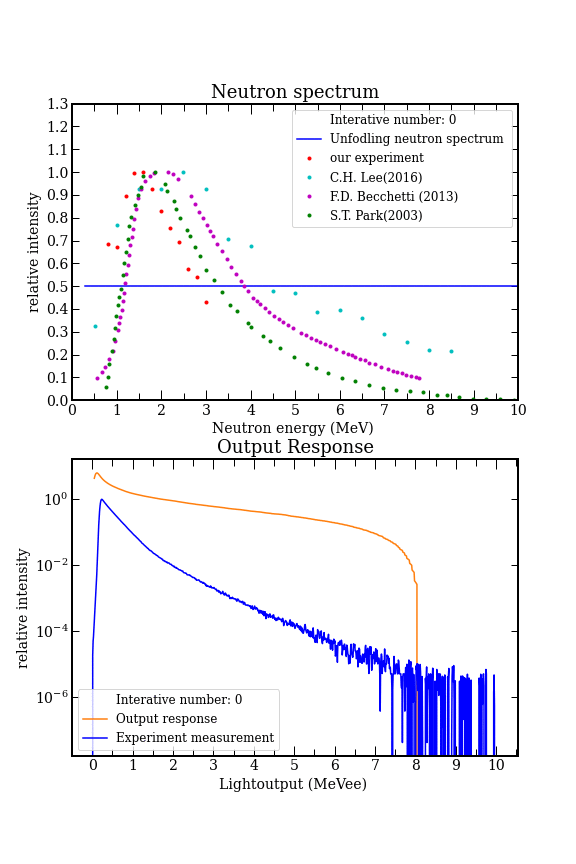 Neutron spectrum
1.3
1.2
1.1
1.0
0.9
0.8
0.7
0.6
0.5
0.4
0.3
0.2
0.1
0.0
relative intensity
Interative number: 0
Unfodling neutron spectrum
our experiment
C.H. Lee(2016)
F.D. Becchetti (2013)
S.T. Park(2003)
0 1 2 3 4 5 6 7 8 9 10
Neutron energy (MeV)
Output Response
10⁰
10⁻²
10⁻⁴
10⁻⁶
relative intensity
Interative number: 0
Output response
Experiment measurement
0 1 2 3 4 5 6 7 8 9 10
Lightoutput (MeVee)